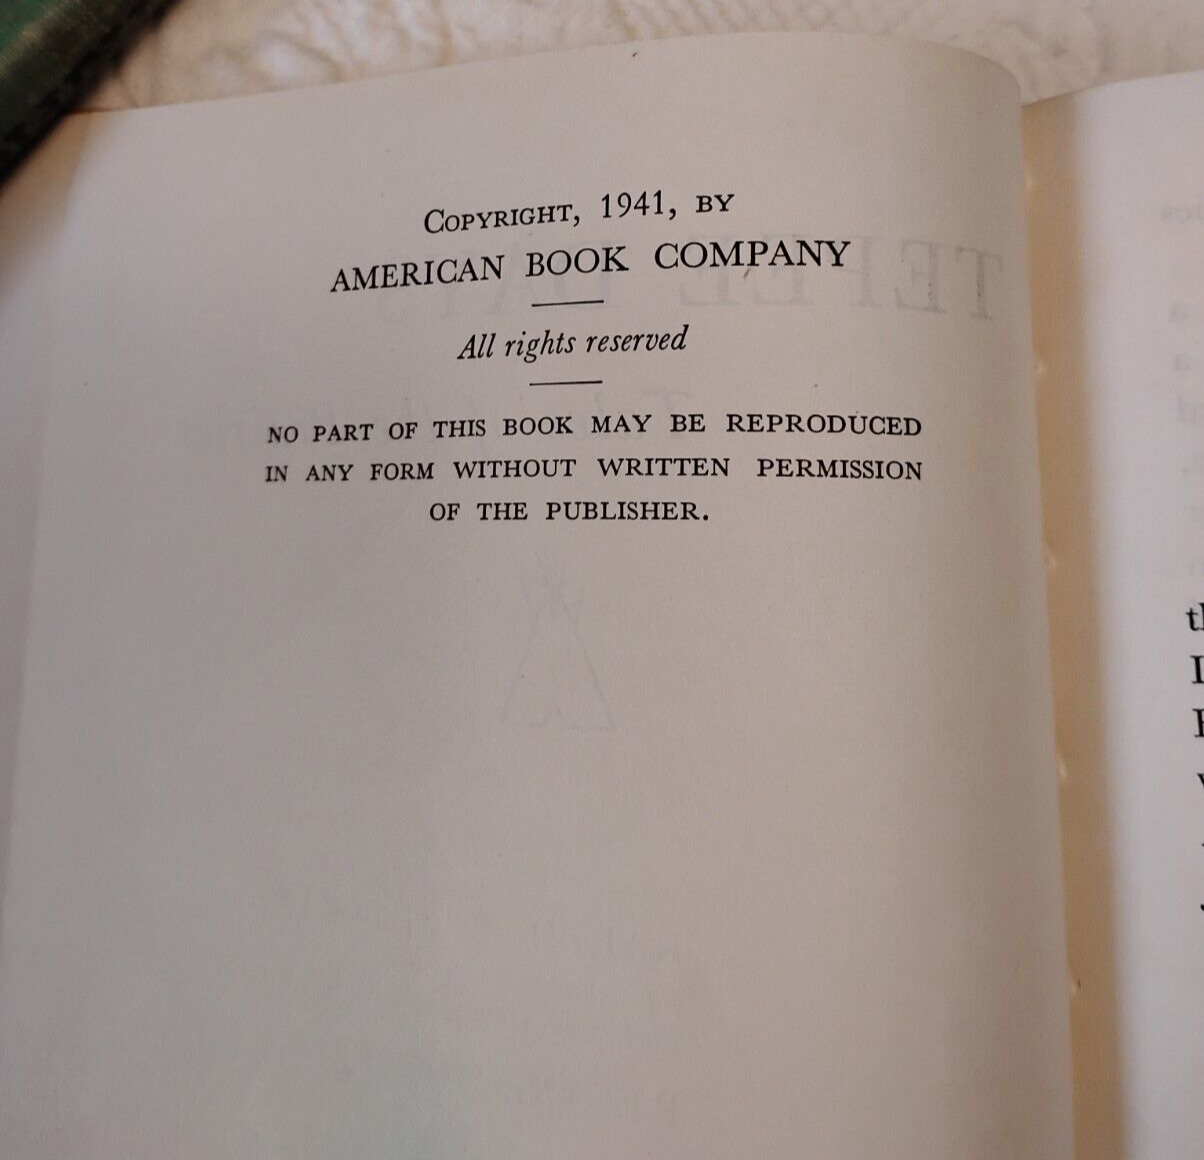 COPYRIGHT, 1941, BY
AMERICAN BOOK COMPANY
All rights reserved
NO PART OF THIS BOOK MAY BE REPRODUCED
IN ANY FORM WITHOUT WRITTEN PERMISSION
OF THE PUBLISHER.